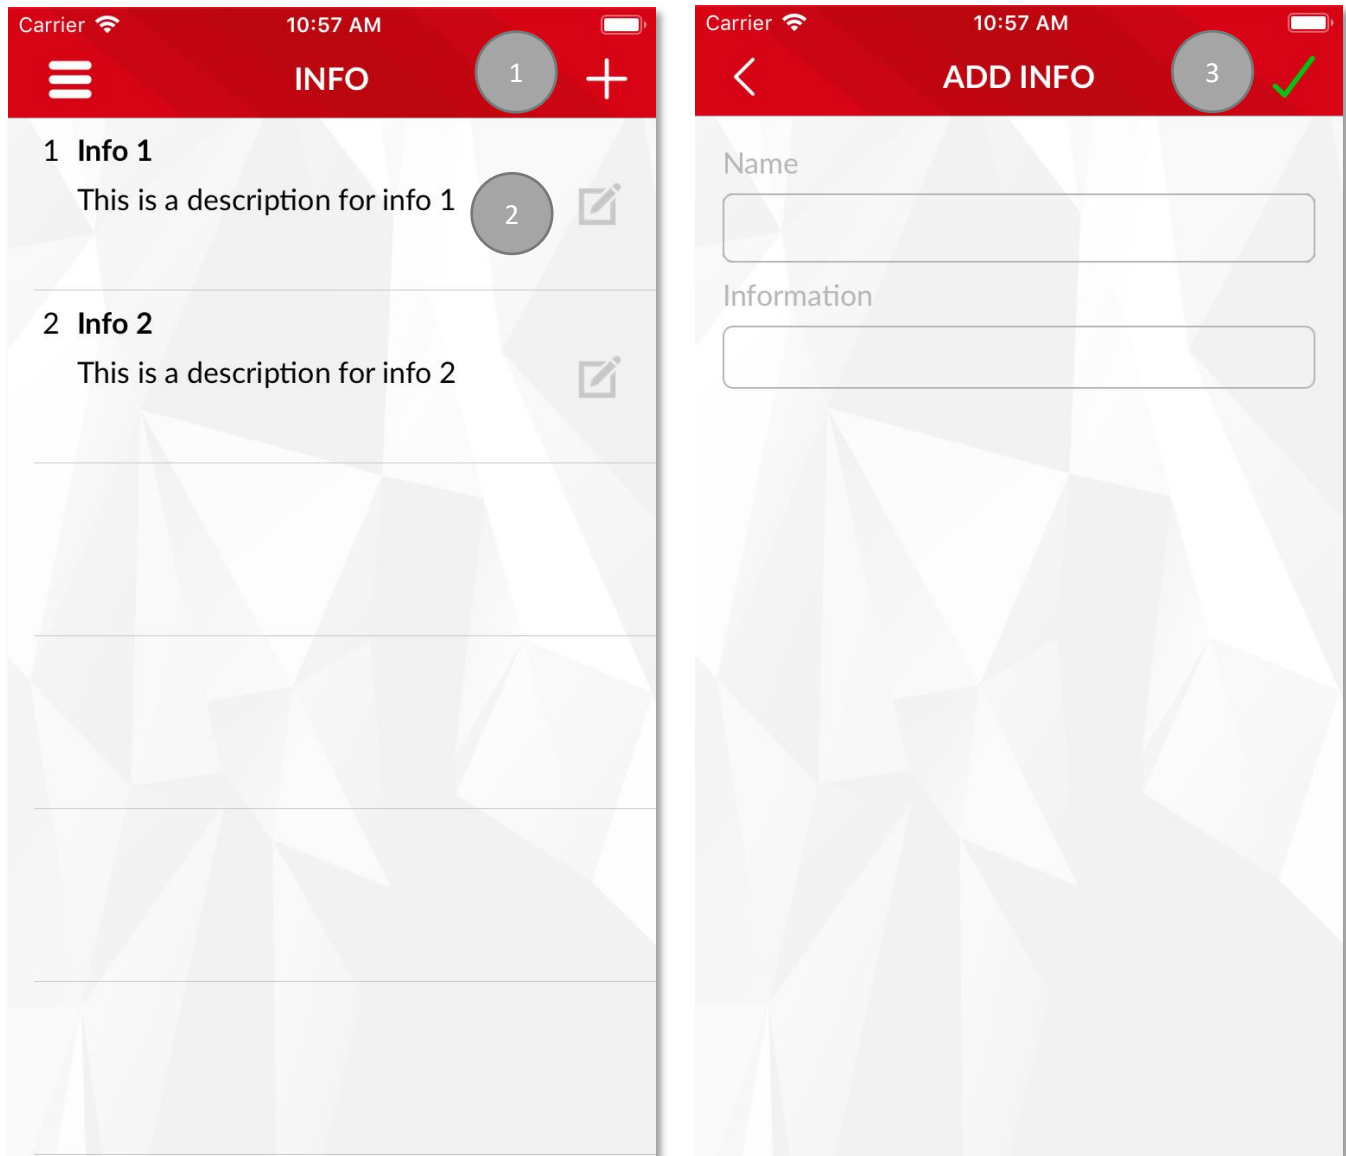 Carrier 10:57 AM
INFO 1
1 Info 1
This is a description for info 1 2
2 Info 2
This is a description for info 2
Carrier 10:57 AM
ADD INFO 3
Name
Information